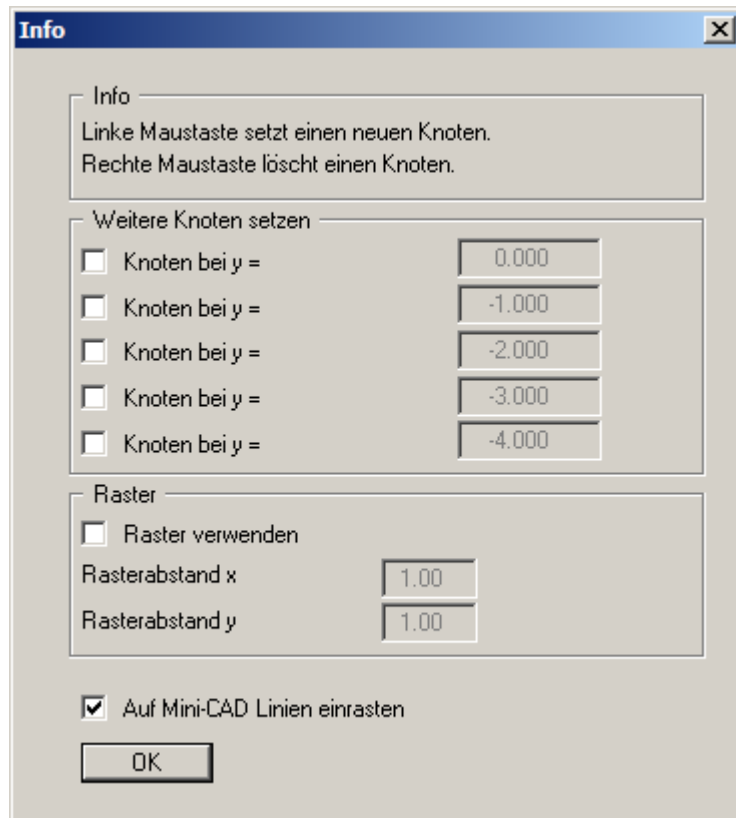 Info
Info
Linke Maustaste setzt einen neuen Knoten.
Rechte Maustaste löscht einen Knoten.
Weitere Knoten setzen
Knoten bei y = 0.000
Knoten bei y = -1.000
Knoten bei y = -2.000
Knoten bei y = -3.000
Knoten bei y = -4.000
Raster
Raster verwenden
Rasterabstand x 1.00
Rasterabstand y 1.00
Auf Mini-CAD Linien einrasten
OK